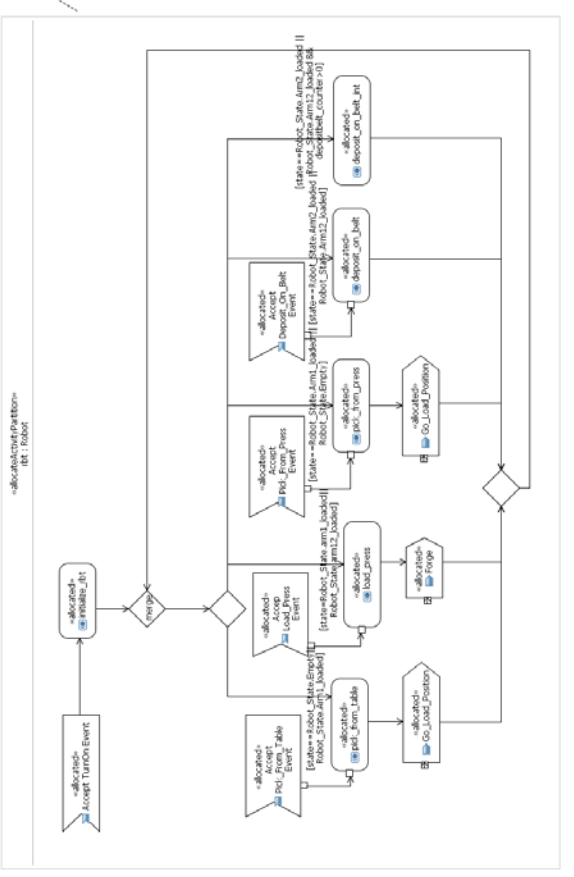 «allocateActivityPartition»
rbt : Robot
«allocated»
Accept TurnOn Event
«allocated»
initialize_rbt
merge
«allocated»
Accept
Pick_From_Table
Event
«allocated»
Accep
Load_Press
Event
«allocated»
Accept
Pick_From_Press
Event
«allocated»
Accept
Deposit_On_Belt
Event
[state==Robot_State.Empty||
Robot_State.Arm1_loaded]
[state=Robot_State.arm1_loaded||
Robot_State.arm12_loaded]
[state==Robot_State.Arm1_loaded||
Robot_State.Empty]
[state==Robot_State.Arm2_loaded ||
Robot_State.Arm12_loaded]
[state==Robot_State.Arm2_loaded ||
Robot_State.Arm12_loaded &&
depositbelt_counter>0]
«allocated»
pick_from_table
«allocated»
load_press
«allocated»
pick_from_press
«allocated»
deposit_on_belt
«allocated»
deposit_on_belt_int
«allocated»
Go_Load_Position
«allocated»
Forge
«allocated»
Go_Load_Position